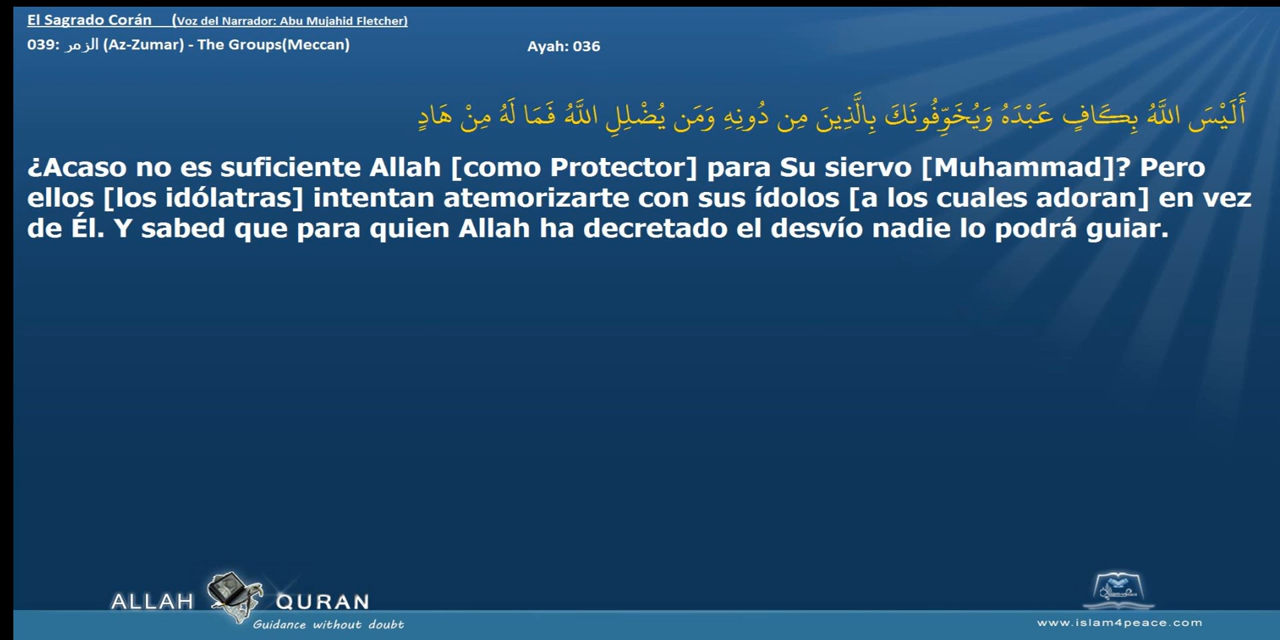 El Sagrado Corán (Voz del Narrador: Abu Mujahid Fletcher)
039: الزمر (Az-Zumar) - The Groups(Meccan) Ayah: 036
أَلَيْسَ اللَّهُ بِكَافٍ عَبْدَهُ وَيُخَوِّفُونَكَ بِالَّذِينَ مِن دُونِهِ وَمَن يُضْلِلِ اللَّهُ فَمَا لَهُ مِنْ هَادٍ
¿Acaso no es suficiente Allah [como Protector] para Su siervo [Muhammad]? Pero
ellos [los idólatras] intentan atemorizarte con sus ídolos [a los cuales adoran] en vez
de Él. Y sabed que para quien Allah ha decretado el desvío nadie lo podrá guiar.
ALLAH QURAN
Guidance without doubt
www.islam4peace.com